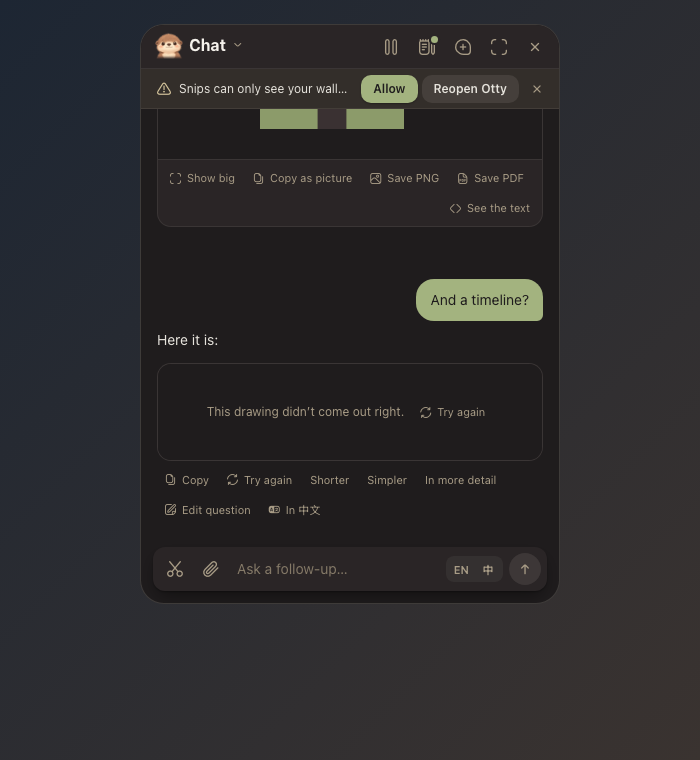 Chat
Snips can only see your wall...
Allow
Reopen Otty
Show big
Copy as picture
Save PNG
Save PDF
See the text
And a timeline?
Here it is:
This drawing didn't come out right.
Try again
Copy
Try again
Shorter
Simpler
In more detail
Edit question
In 中文
Ask a follow-up...
EN 中